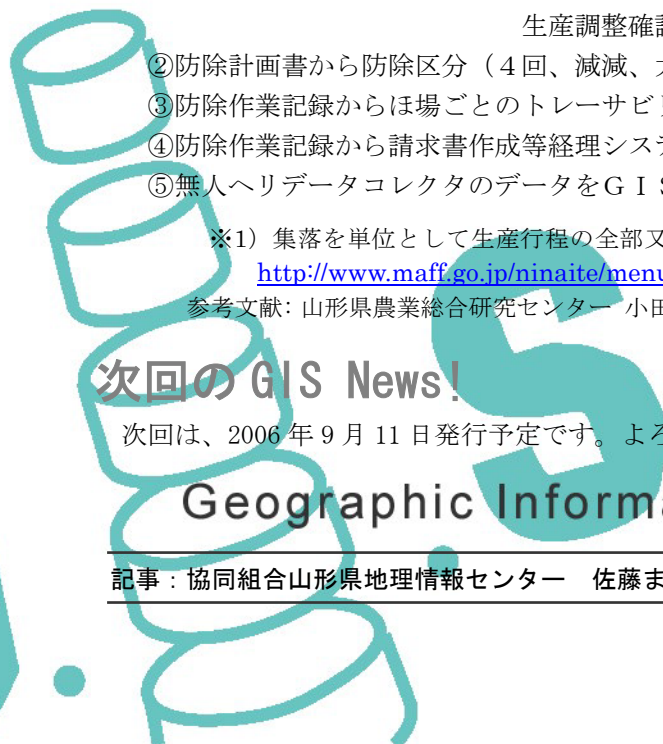 生産調整確認
②防除計画書から防除区分（４回、減減、
③防除作業記録からほ場ごとのトレーサビ
④防除作業記録から請求書作成等経理シス
⑤無人ヘリデータコレクタのデータをＧＩＳ
※1）集落を単位として生産行程の全部又
http://www.maff.go.jp/ninaite/menu
参考文献：山形県農業総合研究センター 小田
次回の GIS News!
次回は、2006 年 9 月 11 日発行予定です。よろ
Geographic Informa
記事：協同組合山形県地理情報センター　佐藤ま
S